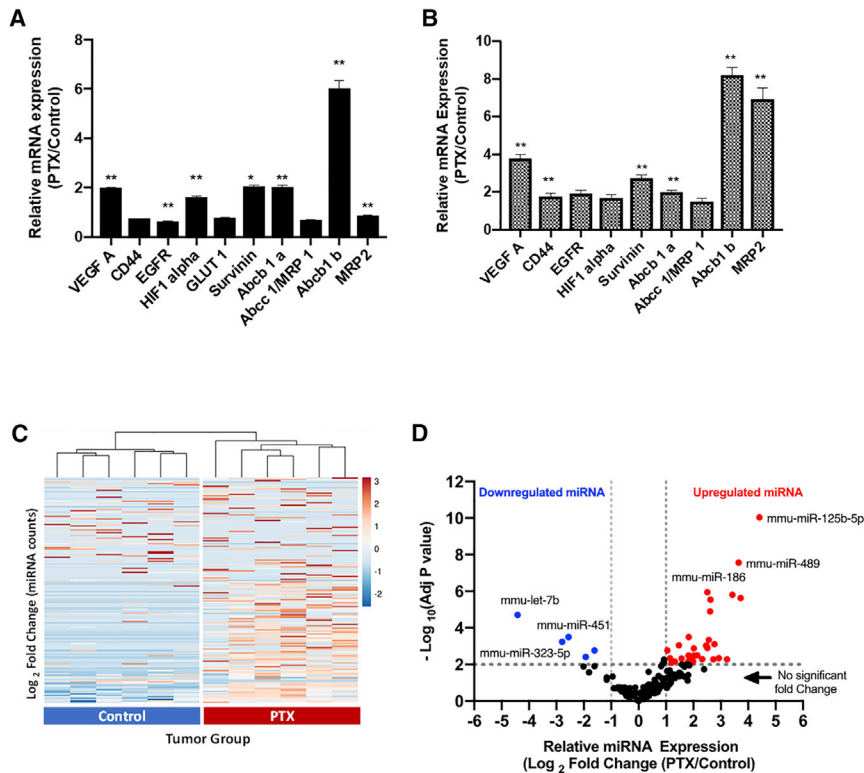 A
Relative mRNA expression
(PTX/Control)
8
6
4
2
0
**
**
**
*
**
**
**
VEGF A
CD44
EGFR
HIF1 alpha
GLUT 1
Survinin
Abcb 1 a
Abcc 1/MRP 1
Abcb1 b
MRP2
B
Relative mRNA Expression
(PTX/Control)
10
8
6
4
2
0
**
**
**
**
**
**
VEGF A
CD44
EGFR
HIF1 alpha
Survinin
Abcb 1 a
Abcc 1/MRP 1
Abcb1 b
MRP2
C
Log 2 Fold Change (miRNA counts)
3
2
1
0
-1
-2
Control
PTX
Tumor Group
D
- Log 10(Adj P value)
12
10
8
6
4
2
0
Downregulated miRNA
Upregulated miRNA
mmu-miR-125b-5p
mmu-miR-489
mmu-miR-186
mmu-let-7b
mmu-miR-451
mmu-miR-323-5p
No significant
fold Change
-6 -5 -4 -3 -2 -1 0 1 2 3 4 5 6
Relative miRNA Expression
(Log 2 Fold Change (PTX/Control)